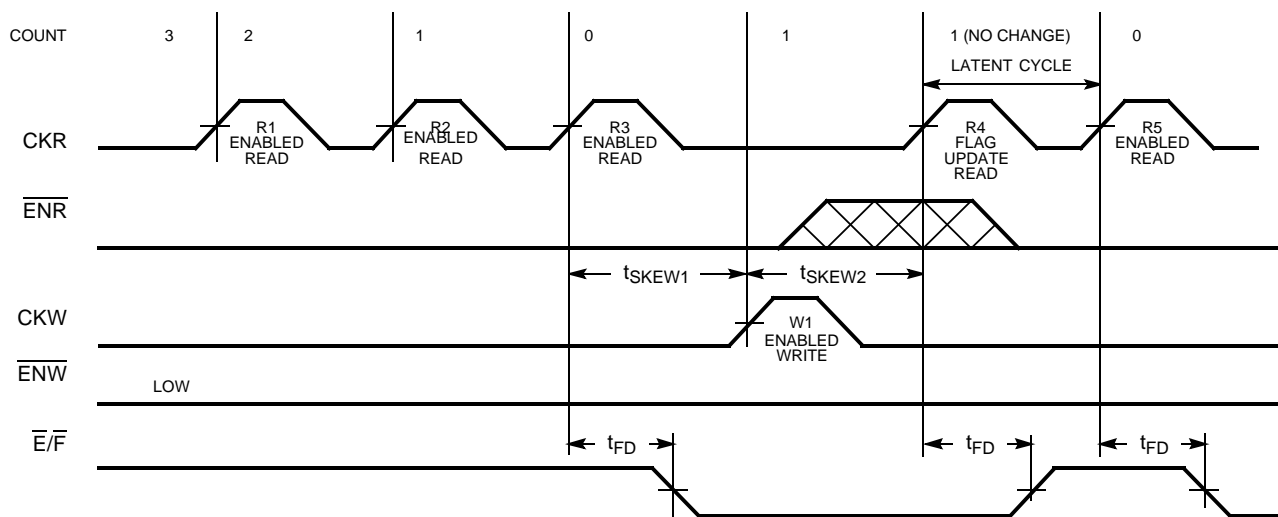 COUNT 3 2 1 0 1 1 (NO CHANGE) 0
LATENT CYCLE
CKR
R1
ENABLED
READ
R2
ENABLED
READ
R3
ENABLED
READ
R4
FLAG
UPDATE
READ
R5
ENABLED
READ
ENR
tSKEW1 tSKEW2
CKW
W1
ENABLED
WRITE
ENW
LOW
E/F
tFD tFD tFD